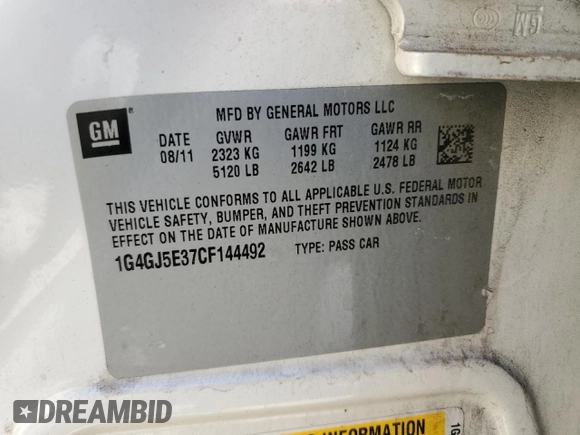 GM
MFD BY GENERAL MOTORS LLC
DATE GVWR GAWR FRT GAWR RR
08/11 2323 KG 1199 KG 1124 KG
5120 LB 2642 LB 2478 LB
THIS VEHICLE CONFORMS TO ALL APPLICABLE U.S. FEDERAL MOTOR
VEHICLE SAFETY, BUMPER, AND THEFT PREVENTION STANDARDS IN
EFFECT ON THE DATE OF MANUFACTURE SHOWN ABOVE.
1G4GJ5E37CF144492 TYPE: PASS CAR
GM
INFORMATION
1G
DREAMBID